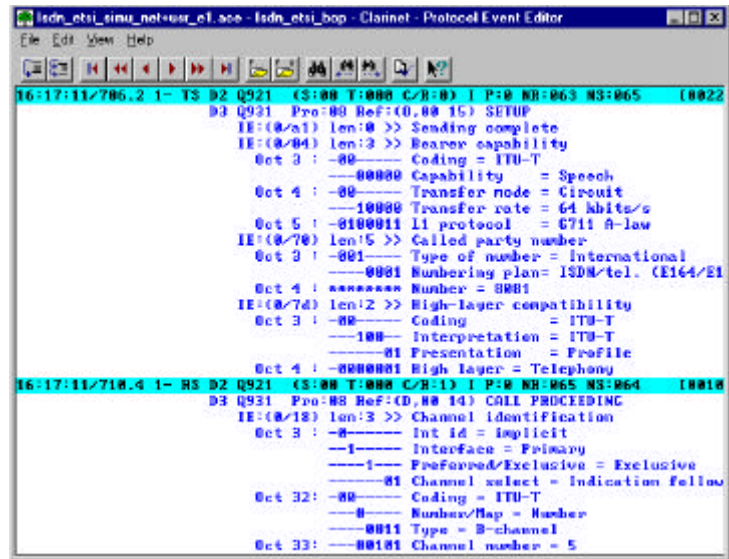 lsdn_etsi_simu_net+usr_e1.ace - Isdn_etsi_bop - Clarinet - Protocol Event Editor
File Edit View Help
16:17:11/706.2 1- TS D2 Q921 (S:00 T:000 C/R:0) I P:0 NR:063 NS:065 [0022
D3 Q931 Pro:08 Ref:(O,00 15) SETUP
IE:(0/a1) len:0 >> Sending complete
IE:(0/04) len:3 >> Bearer capability
Oct 3 : -00----- Coding = ITU-T
---00000 Capability = Speech
Oct 4 : -00----- Transfer mode = Circuit
---10000 Transfer rate = 64 kbits/s
Oct 5 : -0100011 L1 protocol = G711 A-law
IE:(0/70) len:5 >> Called party number
Oct 3 : -001---- Type of number = International
----0001 Numbering plan= ISDN/tel. (E164/E1
Oct 4 : ******** Number = 8081
IE:(0/7d) len:2 >> High-layer compatibility
Oct 3 : -00----- Coding = ITU-T
---100-- Interpretation = ITU-T
------01 Presentation = Profile
Oct 4 : -0000001 High layer = Telephony
16:17:11/710.4 1- RS D2 Q921 (S:00 T:000 C/R:1) I P:0 NR:065 NS:064 [0010
D3 Q931 Pro:08 Ref:(D,00 14) CALL PROCEEDING
IE:(0/18) len:3 >> Channel identification
Oct 3 : -0------ Int id = implicit
--1----- Interface = Primary
----1--- Preferred/Exclusive = Exclusive
------01 Channel select = Indication follow
Oct 32: -00----- Coding = ITU-T
---0---- Number/Map = Number
----0011 Type = B-channel
Oct 33: ---00101 Channel number = 5